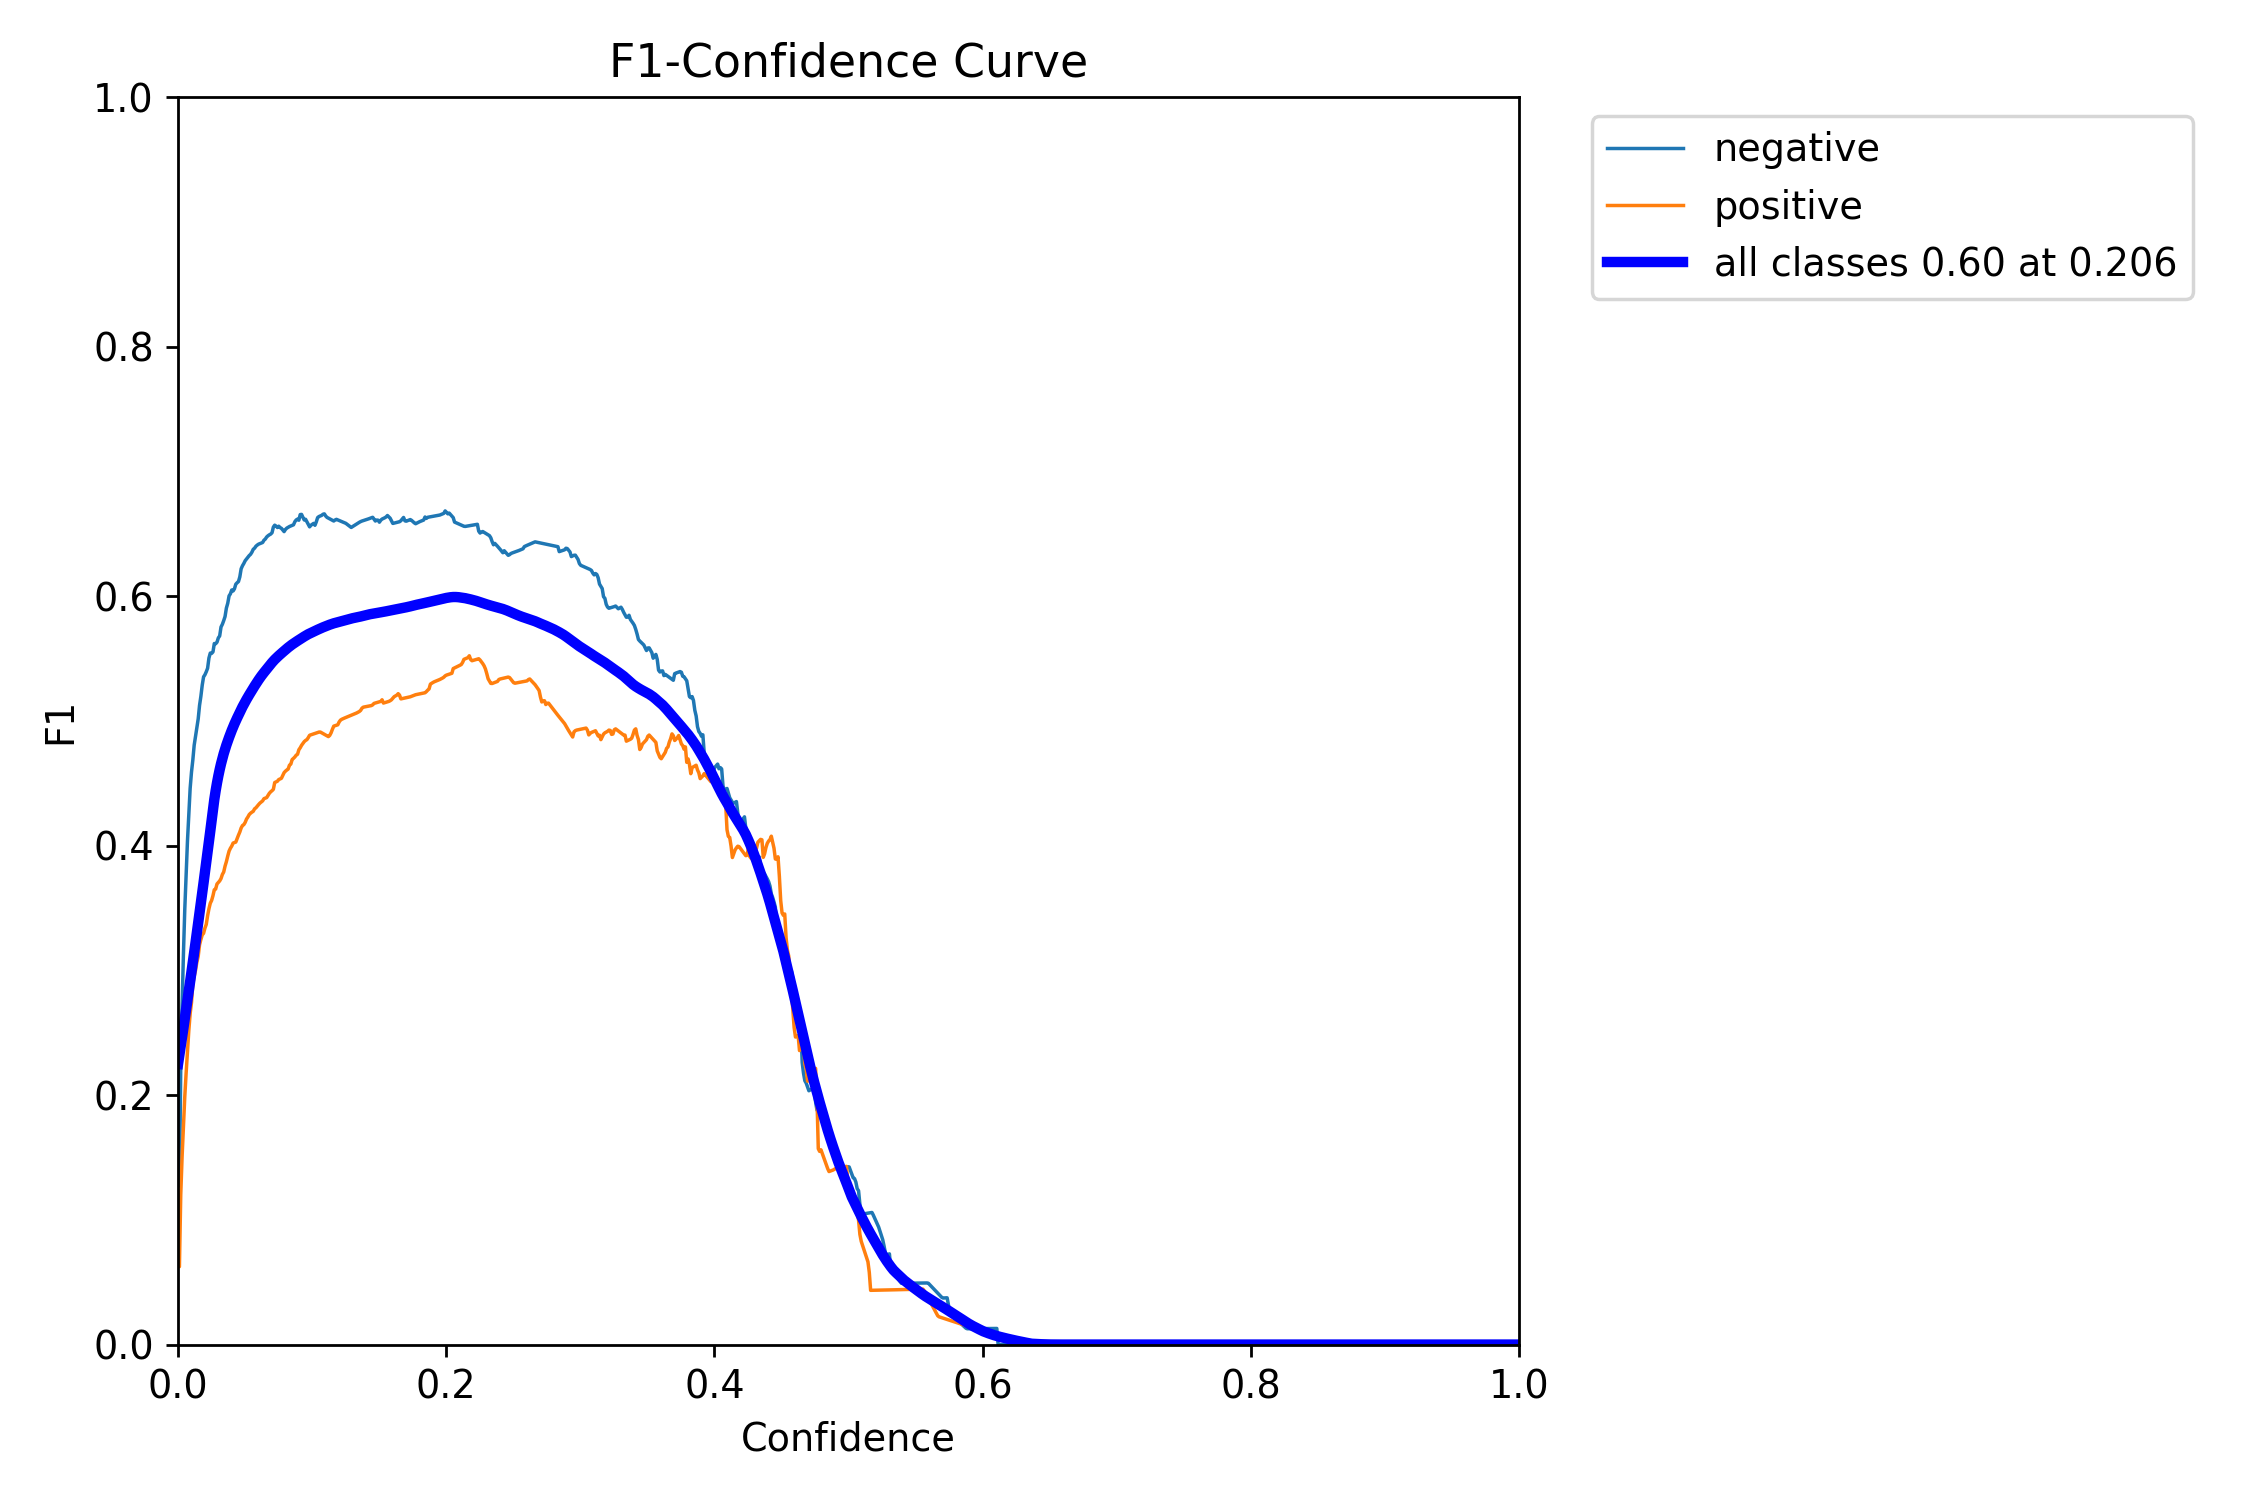 F1-Confidence Curve
1.0
0.8
0.6
0.4
0.2
0.0
F1
0.0 0.2 0.4 0.6 0.8 1.0
Confidence
negative
positive
all classes 0.60 at 0.206